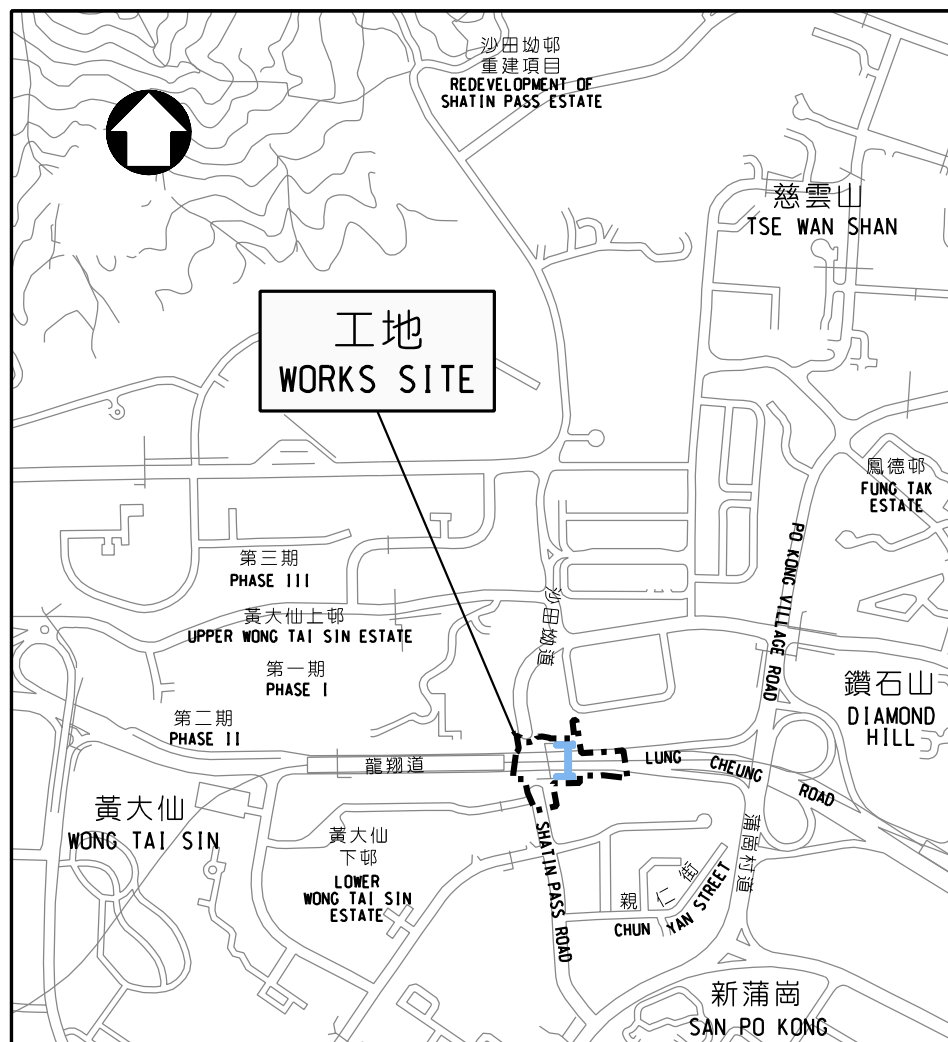 沙田坳邨
重建項目
REDEVELOPMENT OF
SHATIN PASS ESTATE
慈雲山
TSE WAN SHAN
工地
WORKS SITE
鳳德邨
FUNG TAK
ESTATE
第三期
PHASE III
黃大仙上邨
UPPER WONG TAI SIN ESTATE
第一期
PHASE I
第二期
PHASE II
沙田坳道
PO KONG VILLAGE ROAD
鑽石山
DIAMOND
HILL
龍翔道
LUNG CHEUNG ROAD
黃大仙
WONG TAI SIN
黃大仙
下邨
LOWER
WONG TAI SIN
ESTATE
SHATIN PASS ROAD
蒲崗村道
親仁街
CHUN YAN STREET
新蒲崗
SAN PO KONG